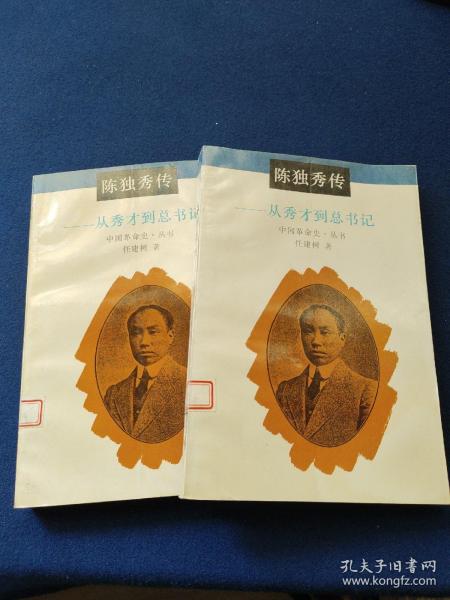 陈独秀传
——从秀才到总书记
中国革命史·丛书
任建树 著
陈独秀传
——从秀才到总书记
中国革命史·丛书
任建树 著
孔夫子旧书网
www.kongfz.com